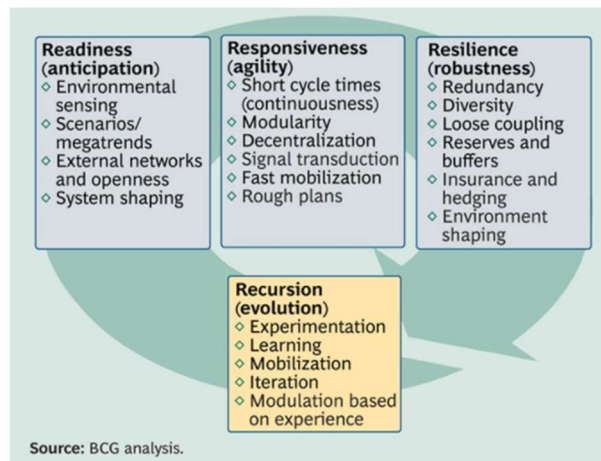 Readiness
(anticipation)
◇ Environmental
sensing
◇ Scenarios/
megatrends
◇ External networks
and openness
◇ System shaping
Responsiveness
(agility)
◇ Short cycle times
(continuousness)
◇ Modularity
◇ Decentralization
◇ Signal transduction
◇ Fast mobilization
◇ Rough plans
Resilience
(robustness)
◇ Redundancy
◇ Diversity
◇ Loose coupling
◇ Reserves and
buffers
◇ Insurance and
hedging
◇ Environment
shaping
Recursion
(evolution)
◇ Experimentation
◇ Learning
◇ Mobilization
◇ Iteration
◇ Modulation based
on experience
Source: BCG analysis.